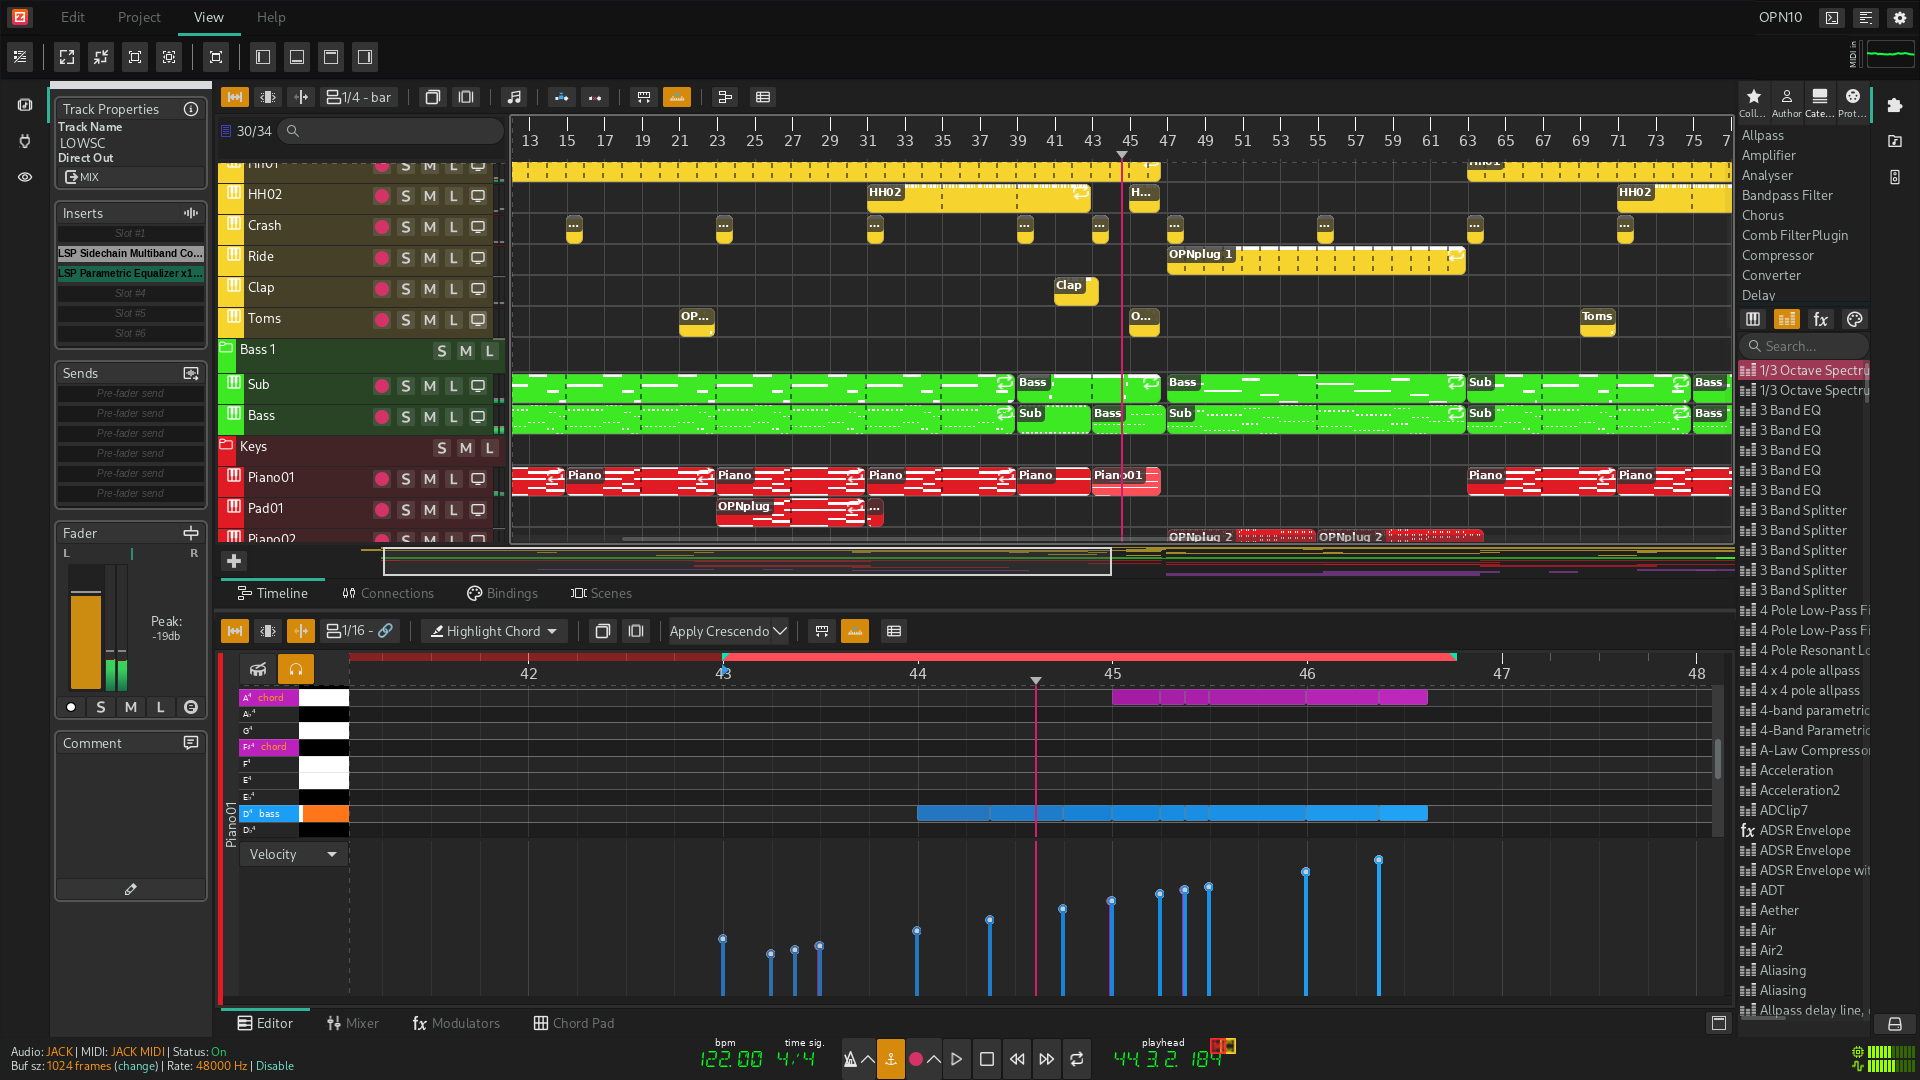 Edit Project View Help OPN10
MIDI in
Track Properties
Track Name
LOWSC
Direct Out
MIX
Inserts
Slot #1
LSP Sidechain Multiband Co...
LSP Parametric Equalizer x1...
Slot #4
Slot #5
Slot #6
Sends
Pre-fader send
Pre-fader send
Pre-fader send
Pre-fader send
Pre-fader send
Pre-fader send
Fader
L R
Peak:
-19db
S M L
Comment
1/4 - bar
30/34
13 15 17 19 21 23 25 27 29 31 33 35 37 39 41 43 45 47 49 51 53 55 57 59 61 63 65 67 69 71 73 75 7
HH01 S M L HH01
HH02 S M L HH02 H... HH02
Crash S M L ... ... ... ... ... ... ... ... ...
Ride S M L OPNplug 1
Clap S M L Clap
Toms S M L OP... O... Toms
Bass 1 S M L
Sub S M L Bass Bass Sub Bass
Bass S M L Sub Bass Sub Sub Bass
Keys S M L
Piano01 S M L Piano Piano Piano Piano Piano01 Piano Piano
Pad01 S M L OPNplug ...
Piano02 OPNplug 2 OPNplug 2
Timeline Connections Bindings Scenes
1/16 - Highlight Chord Apply Crescendo
42 43 44 45 46 47 48
Piano01
A⁴ chord
A♭⁴
G⁴
F♯⁴ chord
F⁴
E⁴
E♭⁴
D⁴ bass
D♭⁴
Velocity
Editor Mixer Modulators Chord Pad
Coll... Author Cate... Prot...
Allpass
Amplifier
Analyser
Bandpass Filter
Chorus
Comb FilterPlugin
Compressor
Converter
Delay
fx
Search...
1/3 Octave Spectru
1/3 Octave Spectru
3 Band EQ
3 Band EQ
3 Band EQ
3 Band EQ
3 Band EQ
3 Band Splitter
3 Band Splitter
3 Band Splitter
3 Band Splitter
3 Band Splitter
4 Pole Low-Pass Fi
4 Pole Low-Pass Fi
4 Pole Resonant Lo
4 x 4 pole allpass
4 x 4 pole allpass
4-band parametric
4-Band Parametric
A-Law Compressor
Acceleration
Acceleration2
ADClip7
fx ADSR Envelope
ADSR Envelope
ADSR Envelope wit
ADT
Aether
Air
Air2
Aliasing
Aliasing
Allpass delay line,
Audio: JACK | MIDI: JACK MIDI | Status: On
Buf sz: 1024 frames (change) | Rate: 48000 Hz | Disable
bpm time sig. playhead
122.00 4/4 44.3.2.189